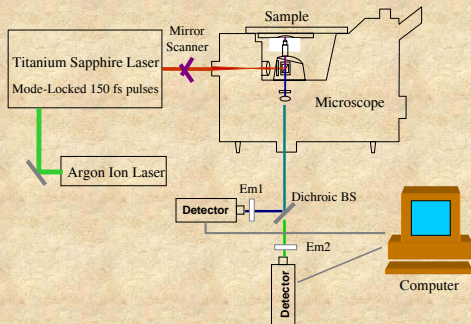 Sample
Mirror
Scanner
Titanium Sapphire Laser
Mode-Locked 150 fs pulses
Microscope
Argon Ion Laser
Em1
Dichroic BS
Detector
Em2
Detector
Computer